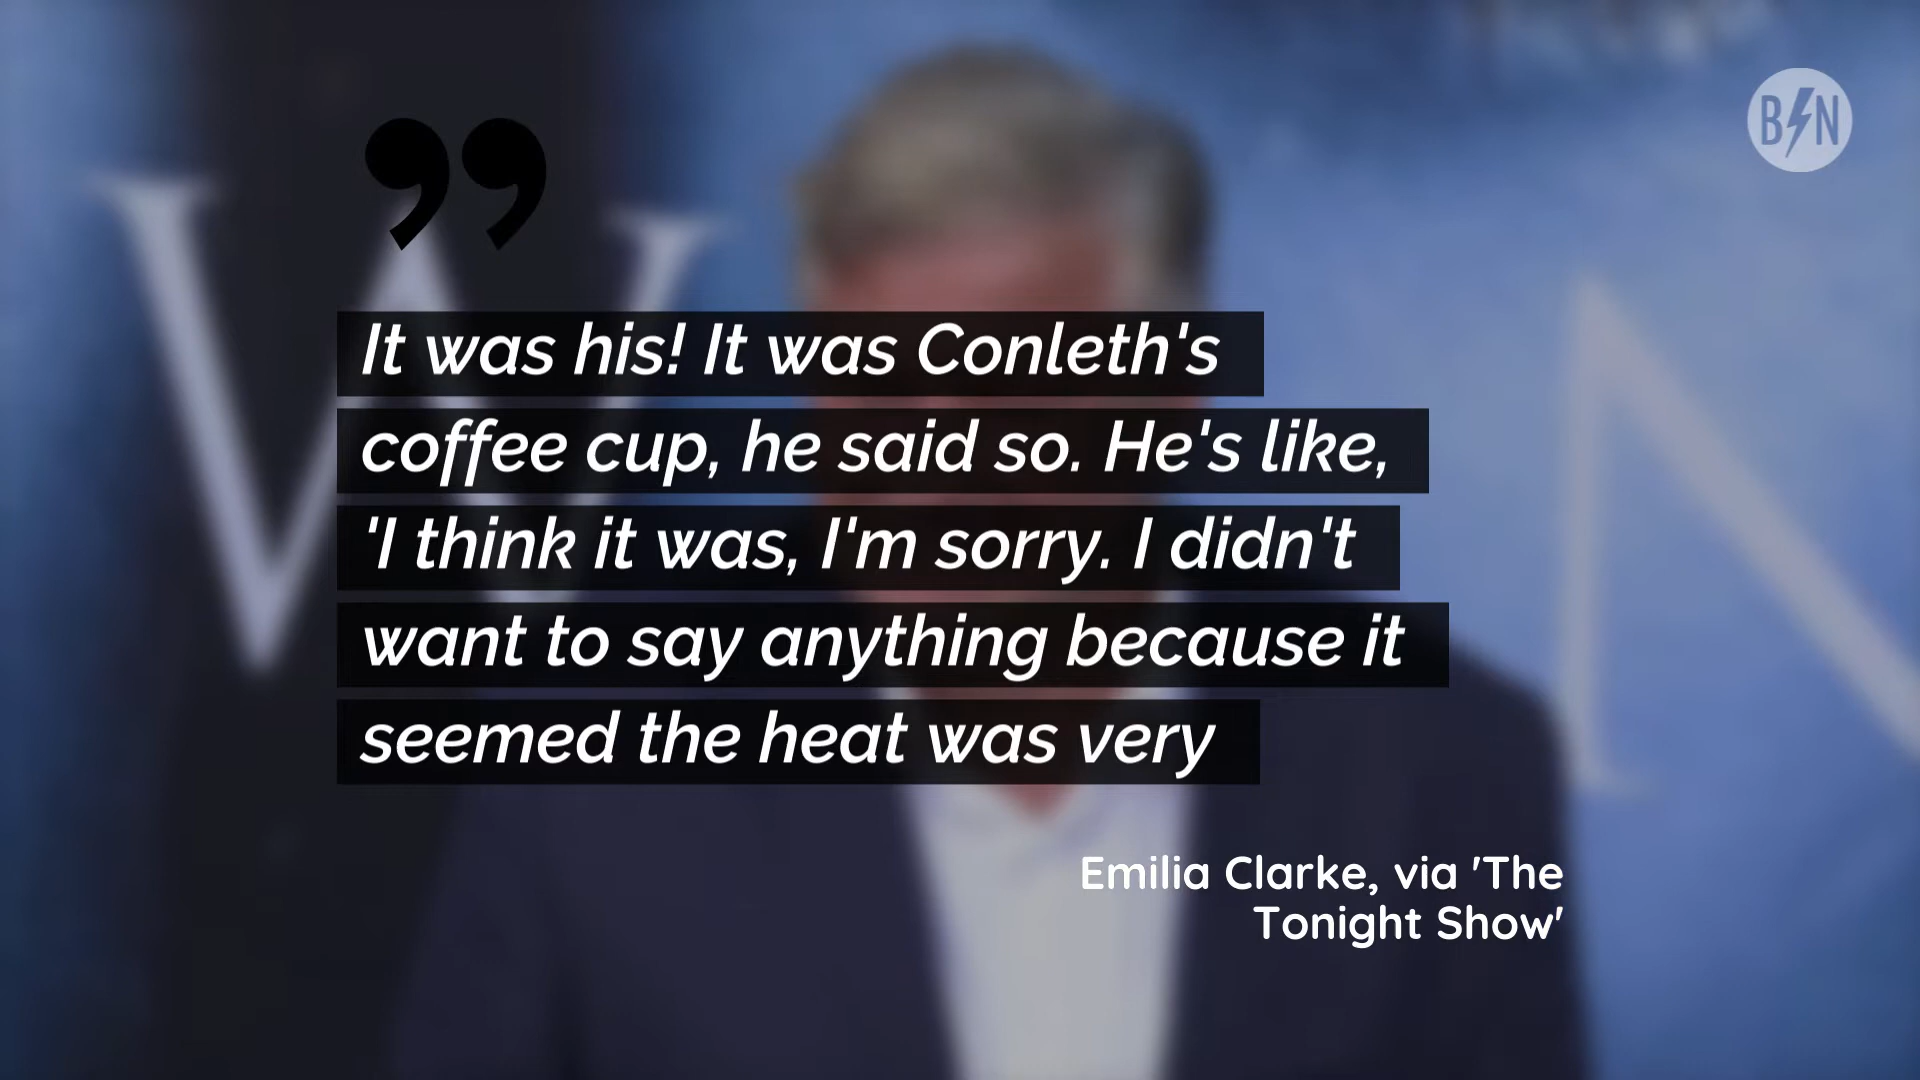 B N
”
It was his! It was Conleth's
coffee cup, he said so. He's like,
'I think it was, I'm sorry. I didn't
want to say anything because it
seemed the heat was very
Emilia Clarke, via 'The
Tonight Show'
W
N